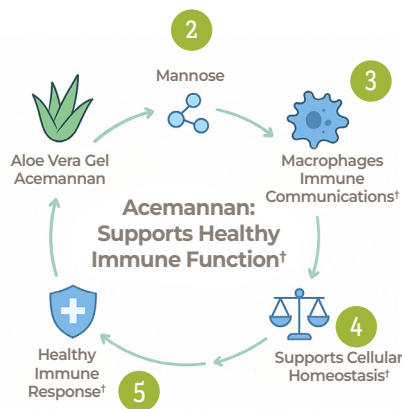 2
Mannose
3
Macrophages
Immune
Communications†
Aloe Vera Gel
Acemannan
Acemannan:
Supports Healthy
Immune Function†
4
Supports Cellular
Homeostasis†
Healthy
Immune
Response†
5